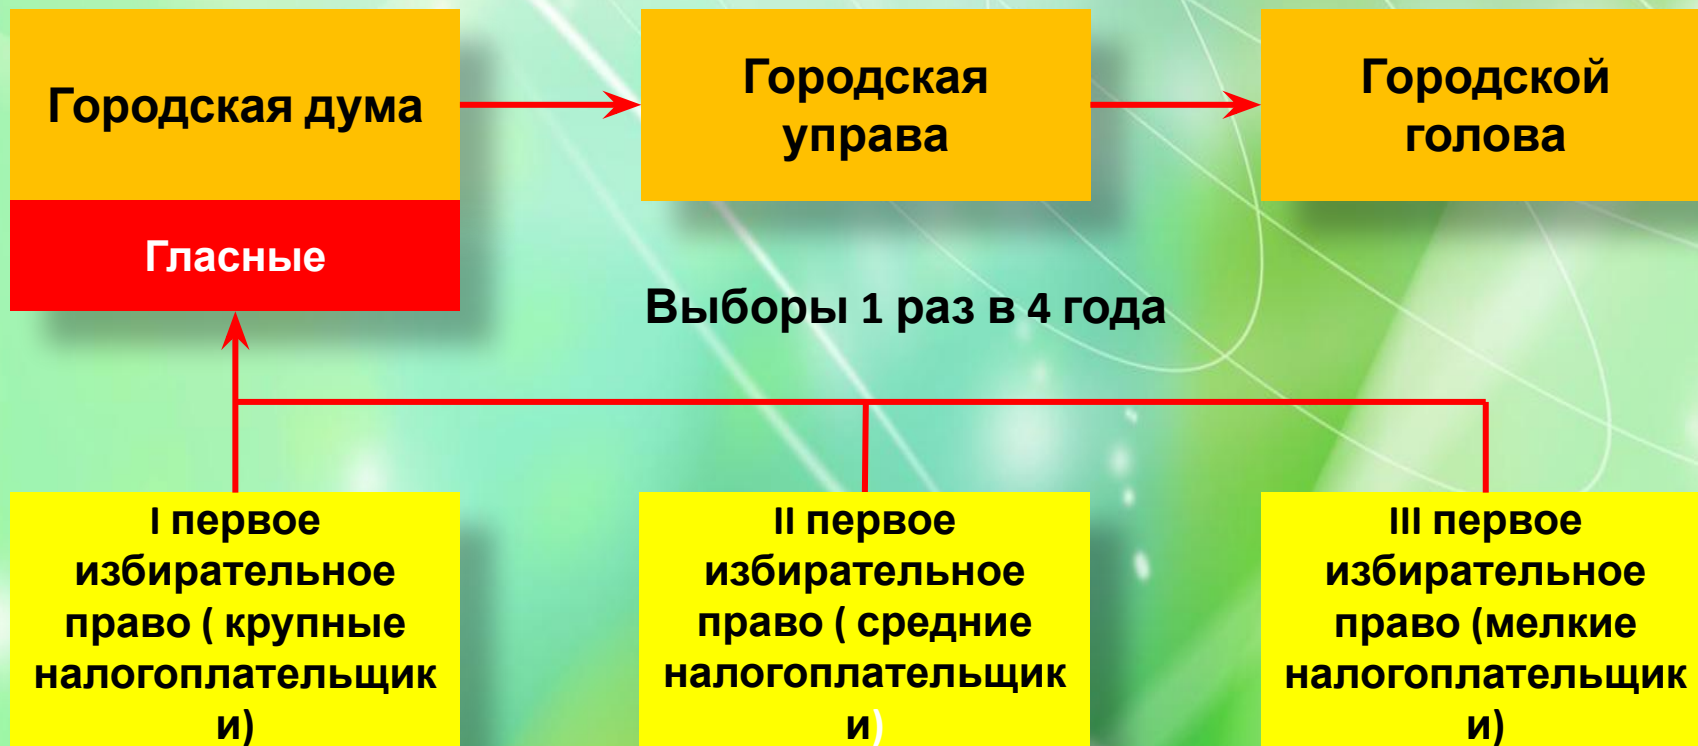 Городская дума
Городская
управа
Городской
голова
Гласные
Выборы 1 раз в 4 года
I первое
избирательное
право ( крупные
налогоплательщик
и)
II первое
избирательное
право ( средние
налогоплательщик
и)
III первое
избирательное
право (мелкие
налогоплательщик
и)